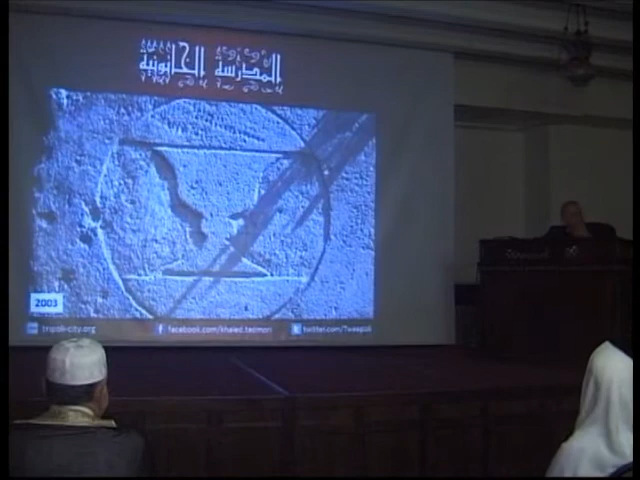 المدرسة الخاتونية
2003
tripoli-city.org
facebook.com/khaled.tadmori
twitter.com/Tweepoli